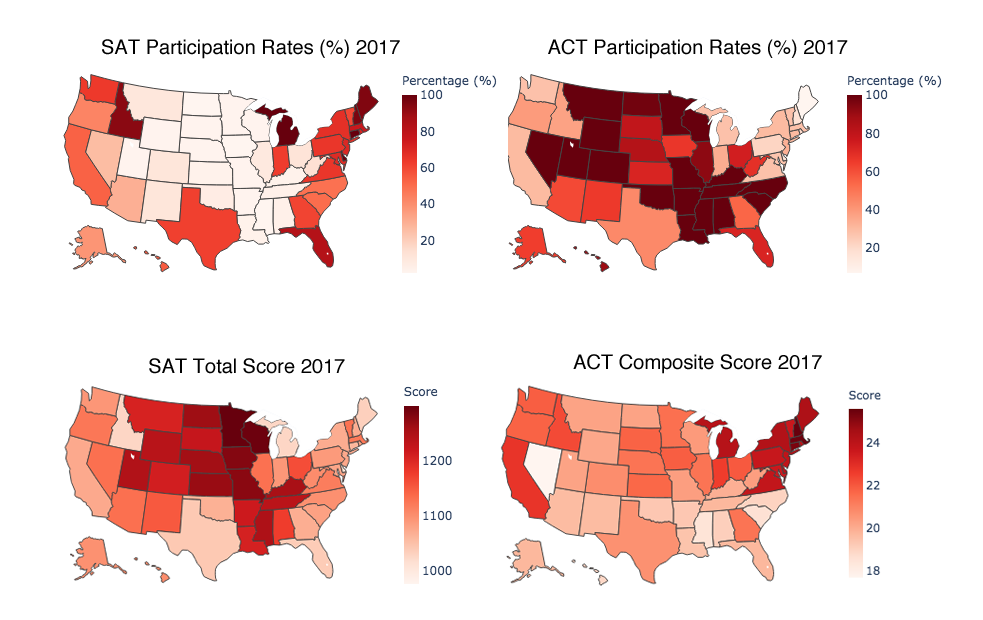 SAT Participation Rates (%) 2017
Percentage (%)
100
80
60
40
20
ACT Participation Rates (%) 2017
Percentage (%)
100
80
60
40
20
SAT Total Score 2017
Score
1200
1100
1000
ACT Composite Score 2017
Score
24
22
20
18